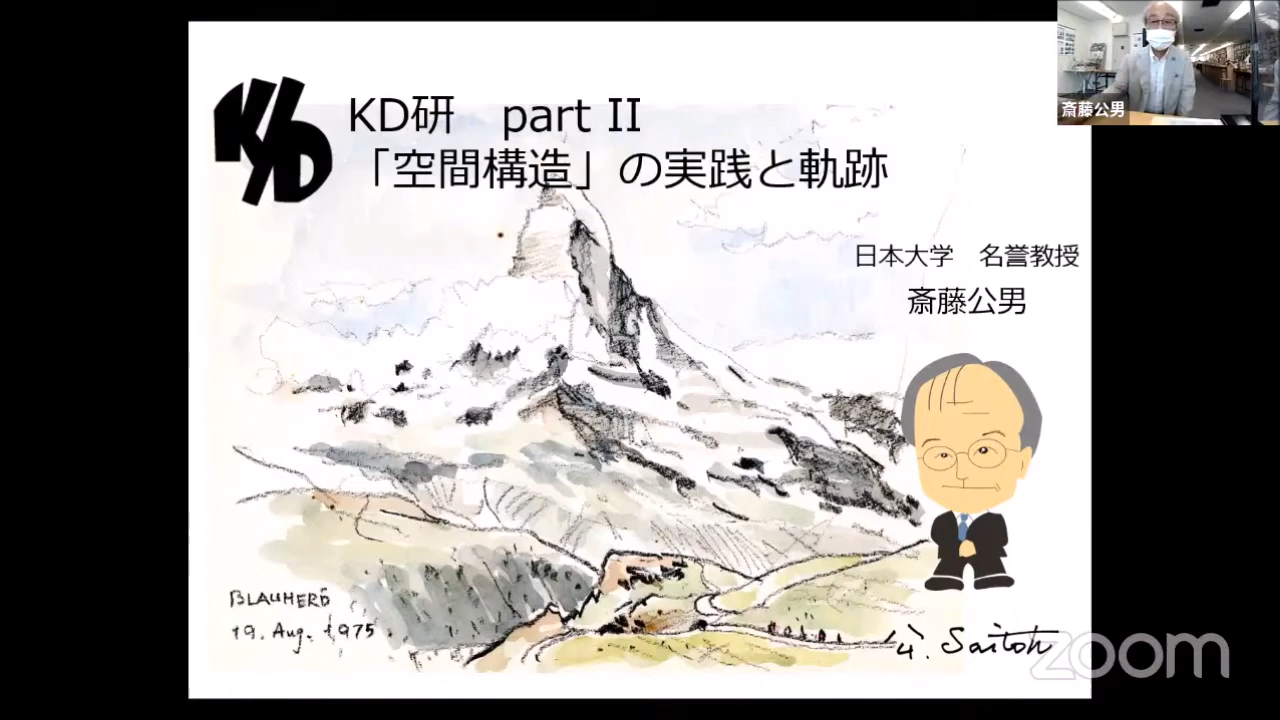 KD
KD研 part II
「空間構造」の実践と軌跡
日本大学 名誉教授
斎藤公男
斎藤公男
BLAUHERD
19. Aug. 1975
Saitoh
zoom